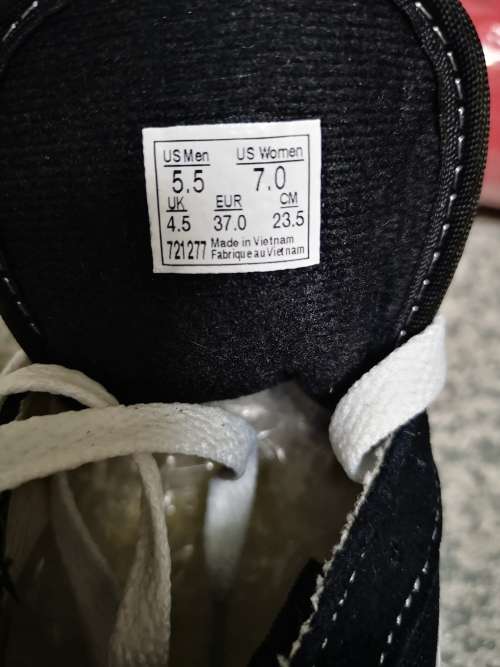 US Men US Women
5.5 7.0
UK EUR CM
4.5 37.0 23.5
721277 Made in Vietnam
Fabrique au Vietnam